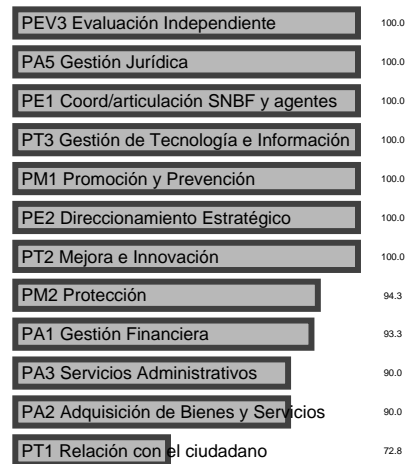 PEV3 Evaluación Independiente 100.0
PA5 Gestión Jurídica 100.0
PE1 Coord/articulación SNBF y agentes 100.0
PT3 Gestión de Tecnología e Información 100.0
PM1 Promoción y Prevención 100.0
PE2 Direccionamiento Estratégico 100.0
PT2 Mejora e Innovación 100.0
PM2 Protección 94.3
PA1 Gestión Financiera 93.3
PA3 Servicios Administrativos 90.0
PA2 Adquisición de Bienes y Servicios 90.0
PT1 Relación con el ciudadano 72.8